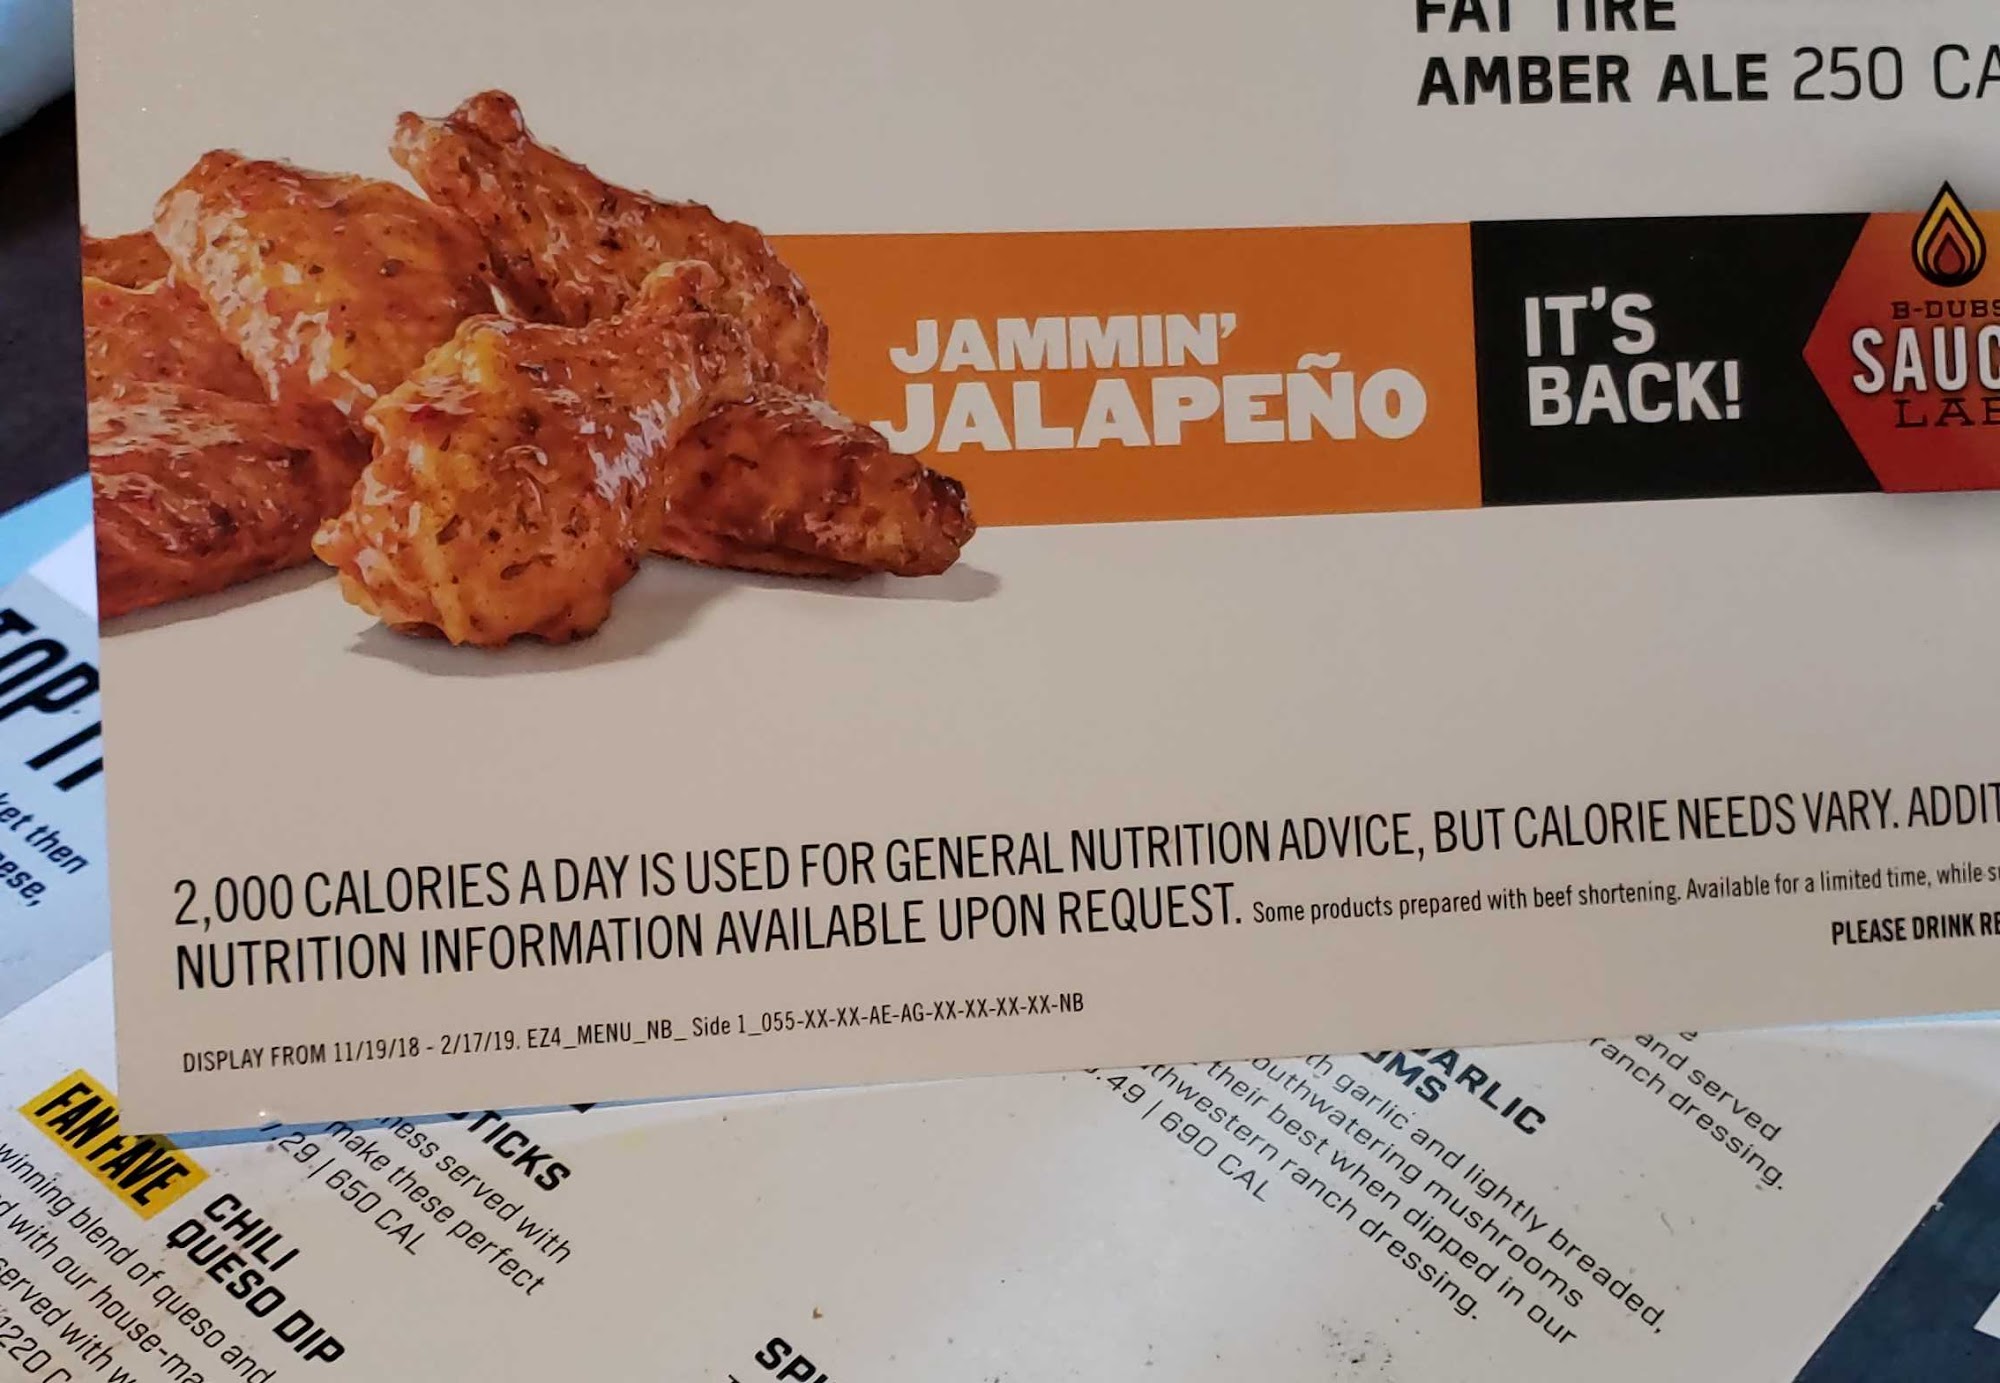 FAT TIRE
AMBER ALE 250 CA
JAMMIN'
JALAPEÑO
IT'S
BACK!
B-DUBS
SAUC
LAB
2,000 CALORIES A DAY IS USED FOR GENERAL NUTRITION ADVICE, BUT CALORIE NEEDS VARY. ADDIT
NUTRITION INFORMATION AVAILABLE UPON REQUEST. Some products prepared with beef shortening. Available for a limited time, while s
PLEASE DRINK RE
DISPLAY FROM 11/19/18 - 2/17/19. EZ4_MENU_NB_ Side 1_055-XX-XX-AE-AG-XX-XX-XX-XX-NB
TOP IT
ket then
ese,
FAN FAVE
CHILI
QUESO DIP
winning blend of queso and
d with our house-ma
served with w
1220 C
TICKS
ness served with
make these perfect
7.29 | 650 CAL
GARLIC
OMS
th garlic and lightly breaded,
outhwatering mushrooms
their best when dipped in our
thwestern ranch dressing.
.49 | 690 CAL
and served
ranch dressing.
SPI